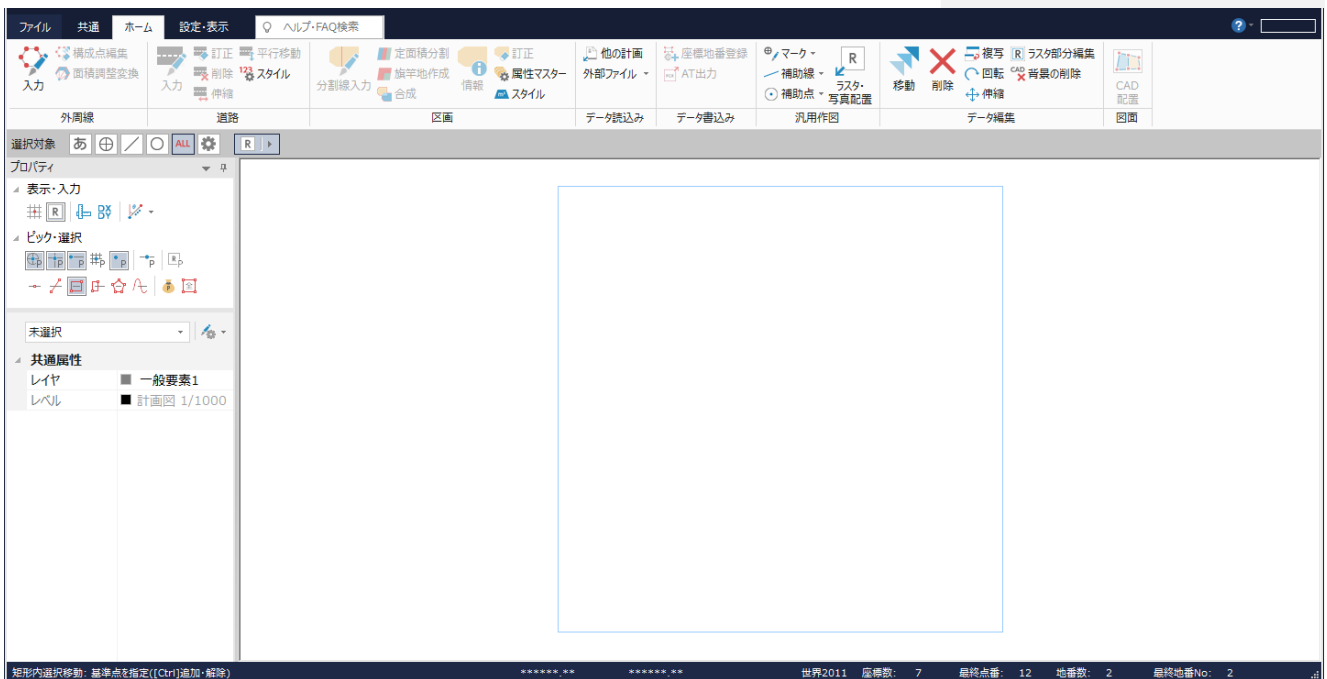 ファイル 共通 ホーム 設定・表示 ヘルプ・FAQ検索 ?
構成点編集 訂正 平行移動 定面積分割 訂正 他の計画 座標地番登録 マーク R 複写 R ラスタ部分編集
入力 面積調整変換 入力 削除 123 スタイル 分割線入力 旗竿地作成 情報 属性マスター 外部ファイル AT出力 補助線 ラスタ・写真配置 移動 削除 回転 CAD 背景の削除 CAD配置
伸縮 合成 スタイル 補助点 伸縮
外周線 道路 区画 データ読込み データ書込み 汎用作図 データ編集 図面
選択対象 あ ALL R
プロパティ
表示・入力
R DX DY
ピック・選択
P P P P P P R P
P 全
未選択
共通属性
レイヤ 一般要素1
レベル 計画図 1/1000
矩形内選択移動: 基準点を指定([Ctrl]追加・解除) ******.** ******.** 世界2011 座標数: 7 最終点番: 12 地番数: 2 最終地番No: 2